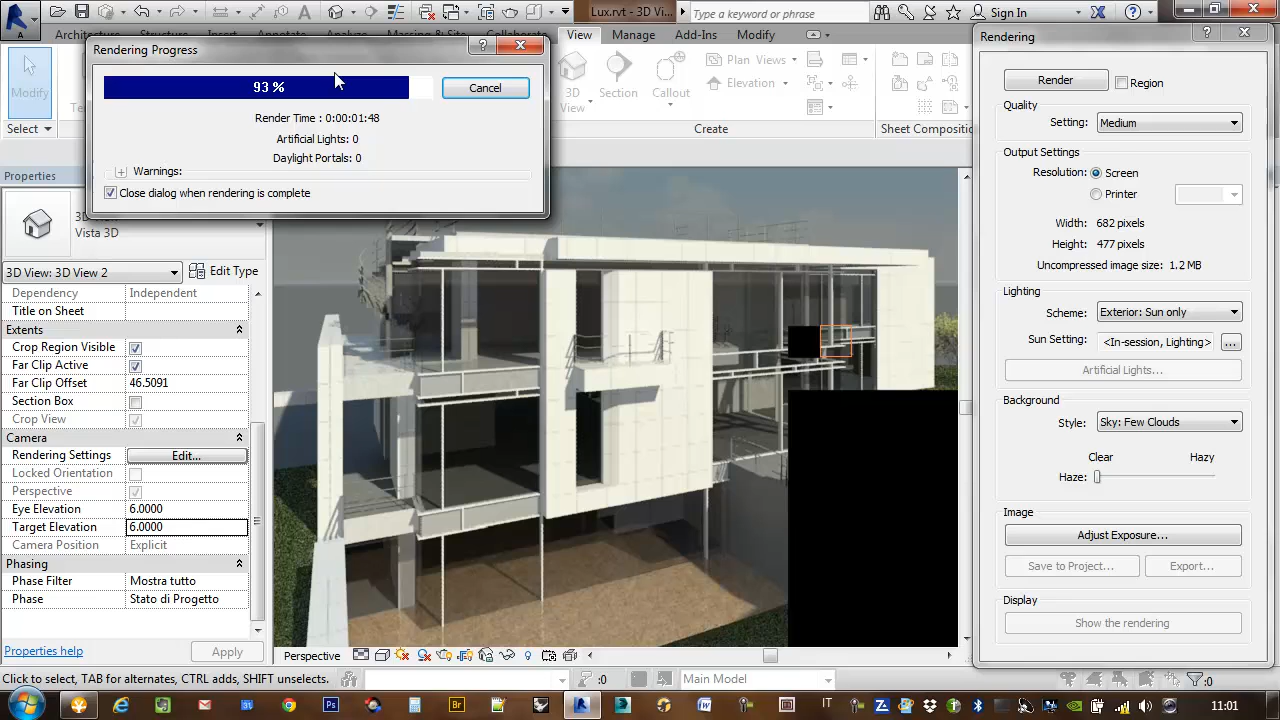 Lux.rvt - 3D Vi...
Type a keyword or phrase
Sign In
View
Manage
Add-Ins
Modify
Rendering Progress
93 %
Cancel
Render Time : 0:00:01:48
Artificial Lights: 0
Daylight Portals: 0
Warnings:
Close dialog when rendering is complete
Modify
Select
Plan Views
3D
View
Section
Callout
Create
Sheet Compositio
Properties
Vista 3D
3D View: 3D View 2
Edit Type
Dependency
Independent
Title on Sheet
Extents
Crop Region Visible
Far Clip Active
Far Clip Offset
46.5091
Section Box
Crop View
Camera
Rendering Settings
Edit...
Locked Orientation
Perspective
Eye Elevation
6.0000
Target Elevation
6.0000
Camera Position
Explicit
Phasing
Phase Filter
Mostra tutto
Phase
Stato di Progetto
Properties help
Apply
Perspective
Click to select, TAB for alternates, CTRL adds, SHIFT unselects.
:0
Main Model
:0
Rendering
Render
Region
Quality
Setting:
Medium
Output Settings
Resolution:
Screen
Printer
Width:
682 pixels
Height:
477 pixels
Uncompressed image size:
1.2 MB
Lighting
Scheme:
Exterior: Sun only
Sun Setting:
<In-session, Lighting>
...
Artificial Lights...
Background
Style:
Sky: Few Clouds
Clear
Hazy
Haze:
Image
Adjust Exposure...
Save to Project...
Export...
Display
Show the rendering
IT
11:01